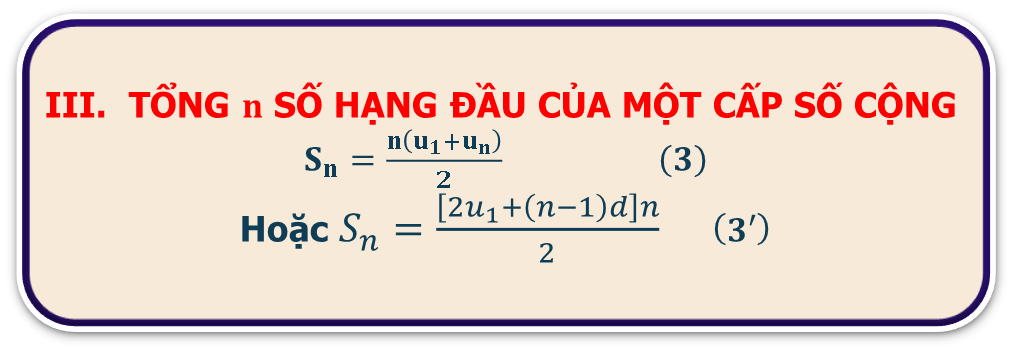 III. TỔNG n SỐ HẠNG ĐẦU CỦA MỘT CẤP SỐ CỘNG
Sₙ = n(u₁+uₙ)/2 (3)
Hoặc Sₙ = [2u₁+(n−1)d]n/2 (3′)